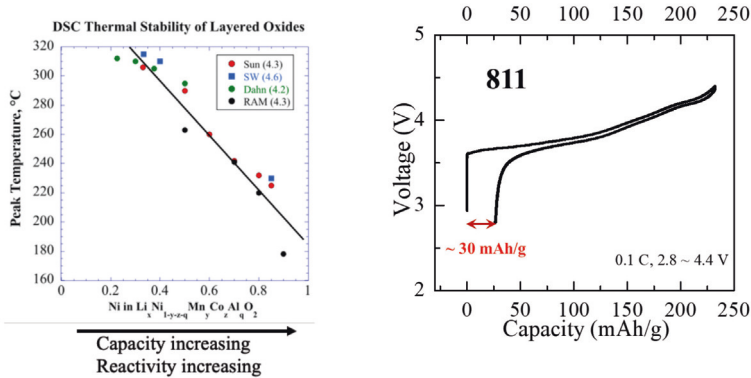 DSC Thermal Stability of Layered Oxides
Peak Temperature, °C
320
300
280
260
240
220
200
180
160
Sun (4.3)
SW (4.6)
Dahn (4.2)
RAM (4.3)
0 0.2 0.4 0.6 0.8 1
Ni in LixNi1-y-z-qMnyCozAlqO2
Capacity increasing
Reactivity increasing
0 50 100 150 200 250
811
Voltage (V)
5
4
3
2
~ 30 mAh/g
0.1 C, 2.8 ~ 4.4 V
0 50 100 150 200 250
Capacity (mAh/g)